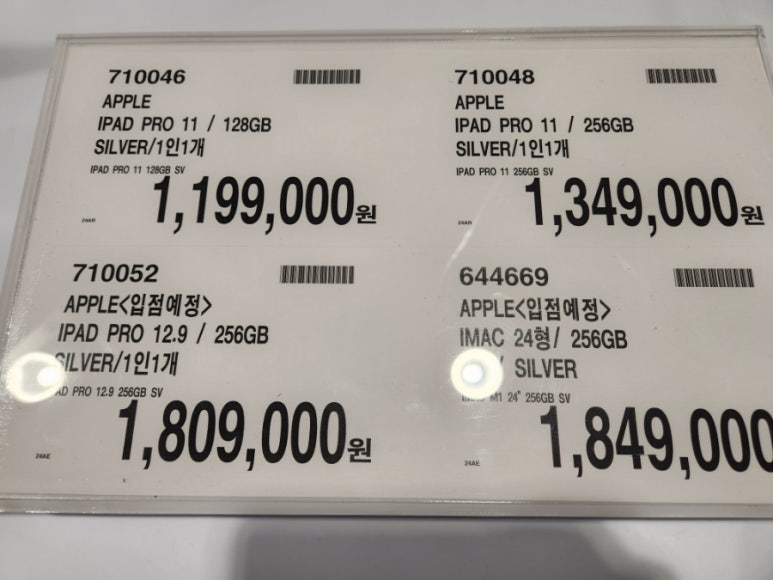 710046
APPLE
IPAD PRO 11 / 128GB
SILVER/1인1개
IPAD PRO 11 128GB SV
1,199,000원
24AR
710048
APPLE
IPAD PRO 11 / 256GB
SILVER/1인1개
IPAD PRO 11 256GB SV
1,349,000원
24AR
710052
APPLE<입점예정>
IPAD PRO 12.9 / 256GB
SILVER/1인1개
PRO 12.9 256GB SV
1,809,000원
24AE
644669
APPLE<입점예정>
IMAC 24형/ 256GB
/ SILVER
M1 24" 256GB SV
1,849,000
24AE